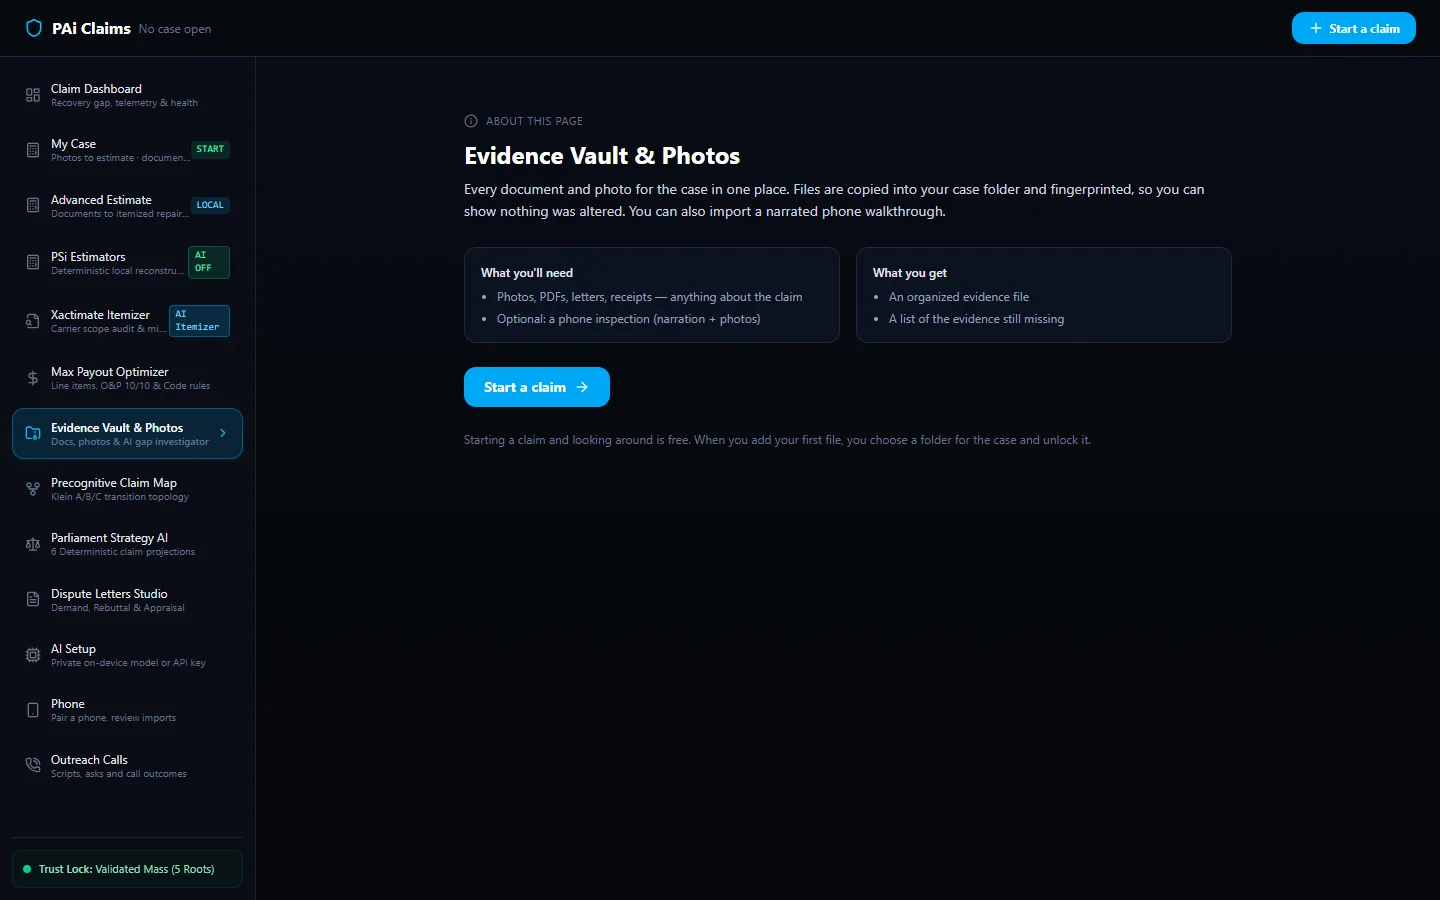 PAi Claims No case open
+ Start a claim
Claim Dashboard
Recovery gap, telemetry & health
My Case
Photos to estimate · documen...
START
Advanced Estimate
Documents to itemized repair...
LOCAL
PSi Estimators
Deterministic local reconstru...
AI
OFF
Xactimate Itemizer
Carrier scope audit & mi...
AI
Itemizer
Max Payout Optimizer
Line items, O&P 10/10 & Code rules
Evidence Vault & Photos
Docs, photos & AI gap investigator
Precognitive Claim Map
Klein A/B/C transition topology
Parliament Strategy AI
6 Deterministic claim projections
Dispute Letters Studio
Demand, Rebuttal & Appraisal
AI Setup
Private on-device model or API key
Phone
Pair a phone, review imports
Outreach Calls
Scripts, asks and call outcomes
Trust Lock: Validated Mass (5 Roots)
ABOUT THIS PAGE
Evidence Vault & Photos
Every document and photo for the case in one place. Files are copied into your case folder and fingerprinted, so you can
show nothing was altered. You can also import a narrated phone walkthrough.
What you'll need
• Photos, PDFs, letters, receipts — anything about the claim
• Optional: a phone inspection (narration + photos)
What you get
• An organized evidence file
• A list of the evidence still missing
Start a claim →
Starting a claim and looking around is free. When you add your first file, you choose a folder for the case and unlock it.